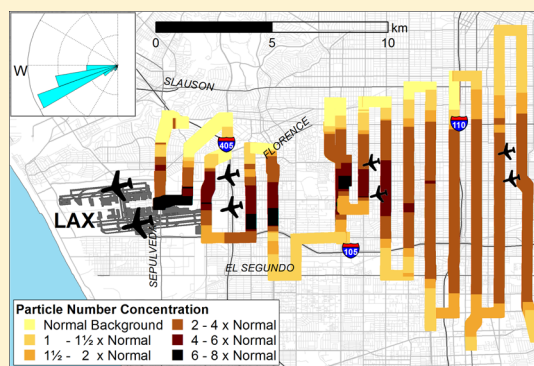 W
km
0 5 10
SLAUSON
110
405
FLORENCE
LAX
SEPULVEDA
105
EL SEGUNDO
Particle Number Concentration
Normal Background
1 - 1½ x Normal
1½ - 2 x Normal
2 - 4 x Normal
4 - 6 x Normal
6 - 8 x Normal